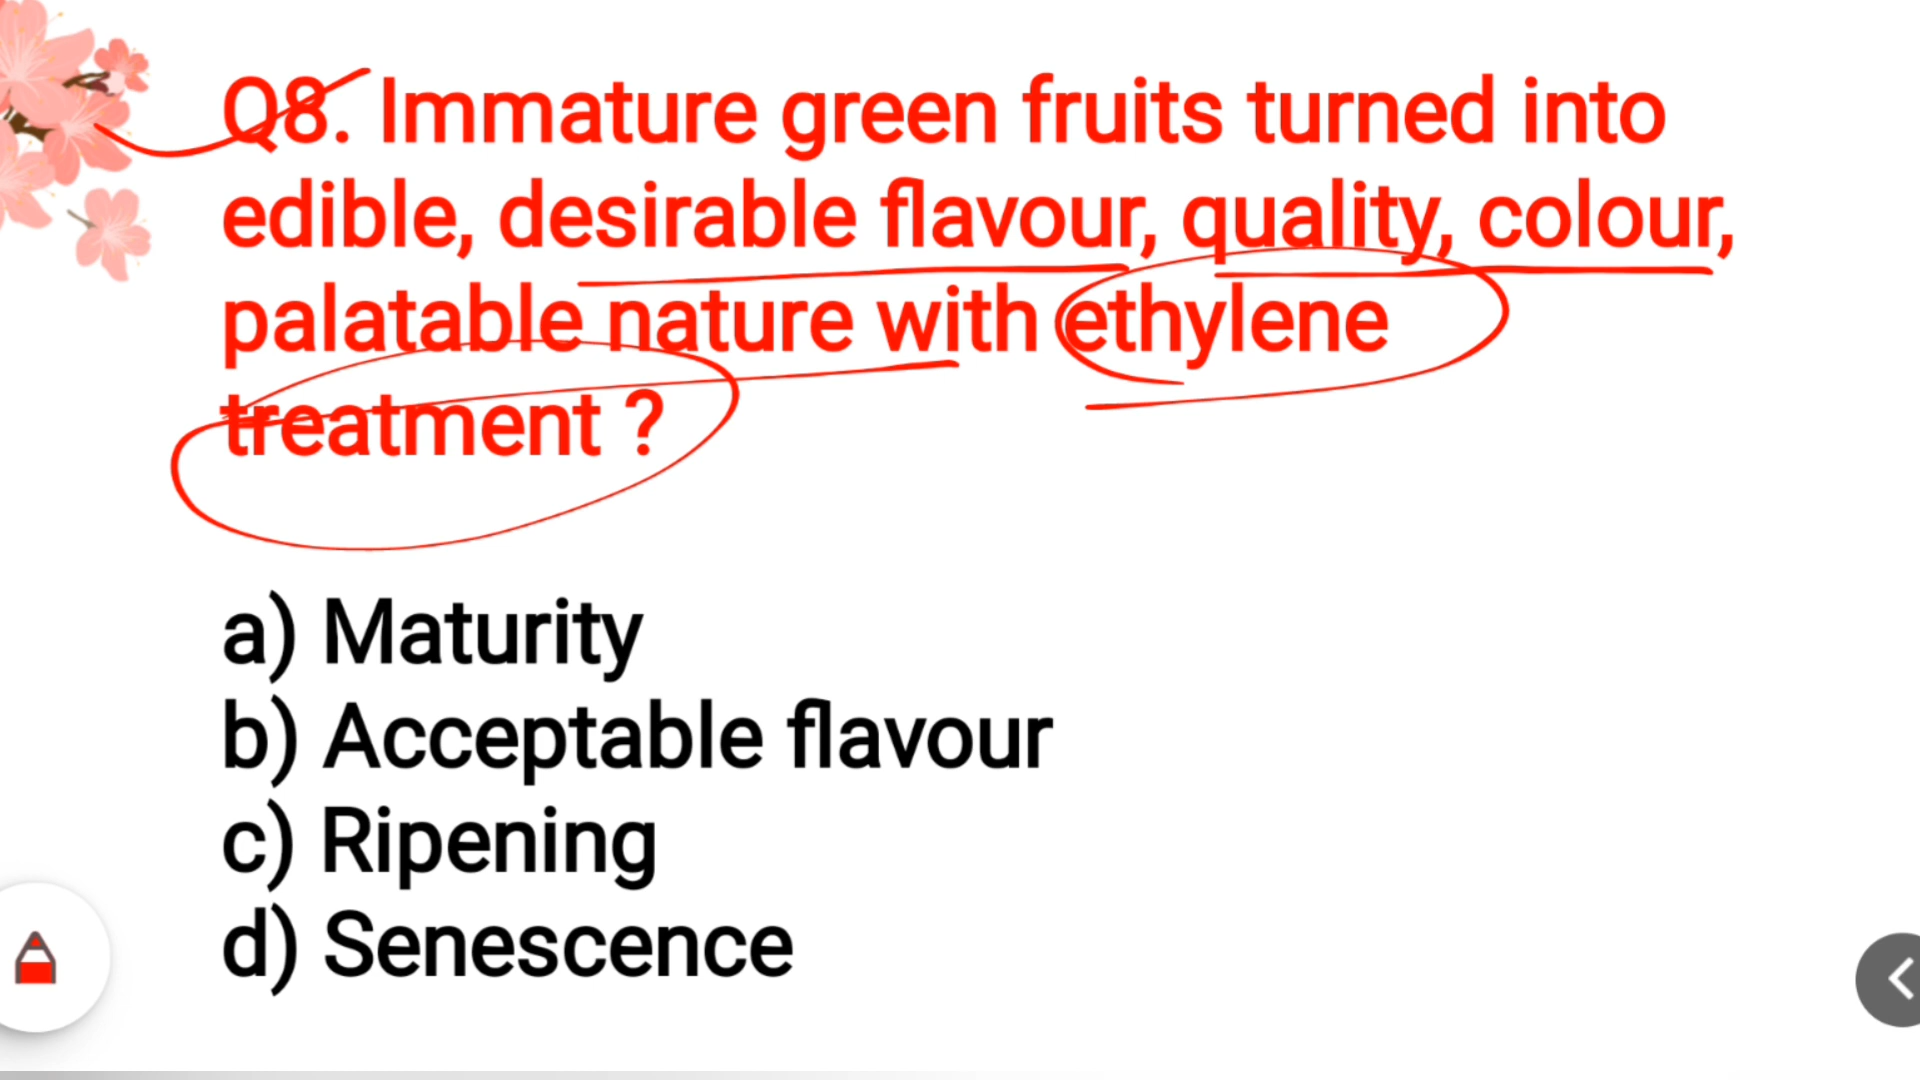 Q8. Immature green fruits turned into
edible, desirable flavour, quality, colour,
palatable nature with ethylene
treatment ?
a) Maturity
b) Acceptable flavour
c) Ripening
d) Senescence